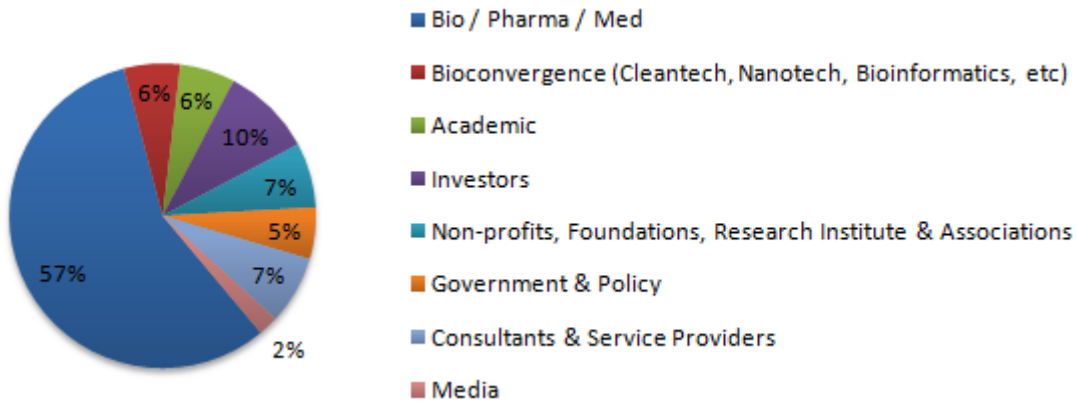 Bio / Pharma / Med
Bioconvergence (Cleantech, Nanotech, Bioinformatics, etc)
Academic
Investors
Non-profits, Foundations, Research Institute & Associations
Government & Policy
Consultants & Service Providers
Media
6%
6%
10%
7%
5%
7%
2%
57%